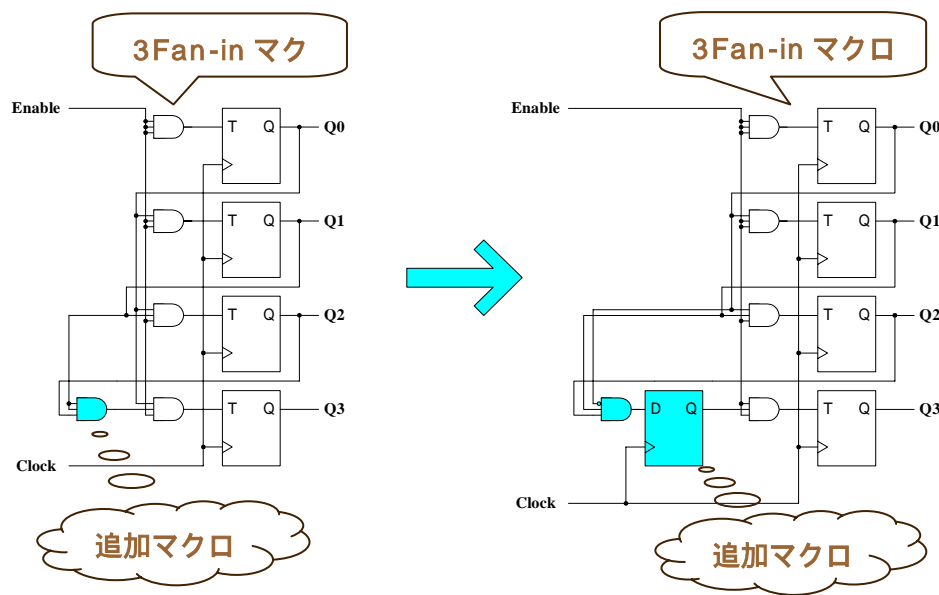 3Fan-in マク
3Fan-in マクロ
Enable
T Q
Q0
T Q
Q1
T Q
Q2
T Q
Q3
Clock
追加マクロ
Enable
T Q
Q0
T Q
Q1
T Q
Q2
D Q
T Q
Q3
Clock
追加マクロ